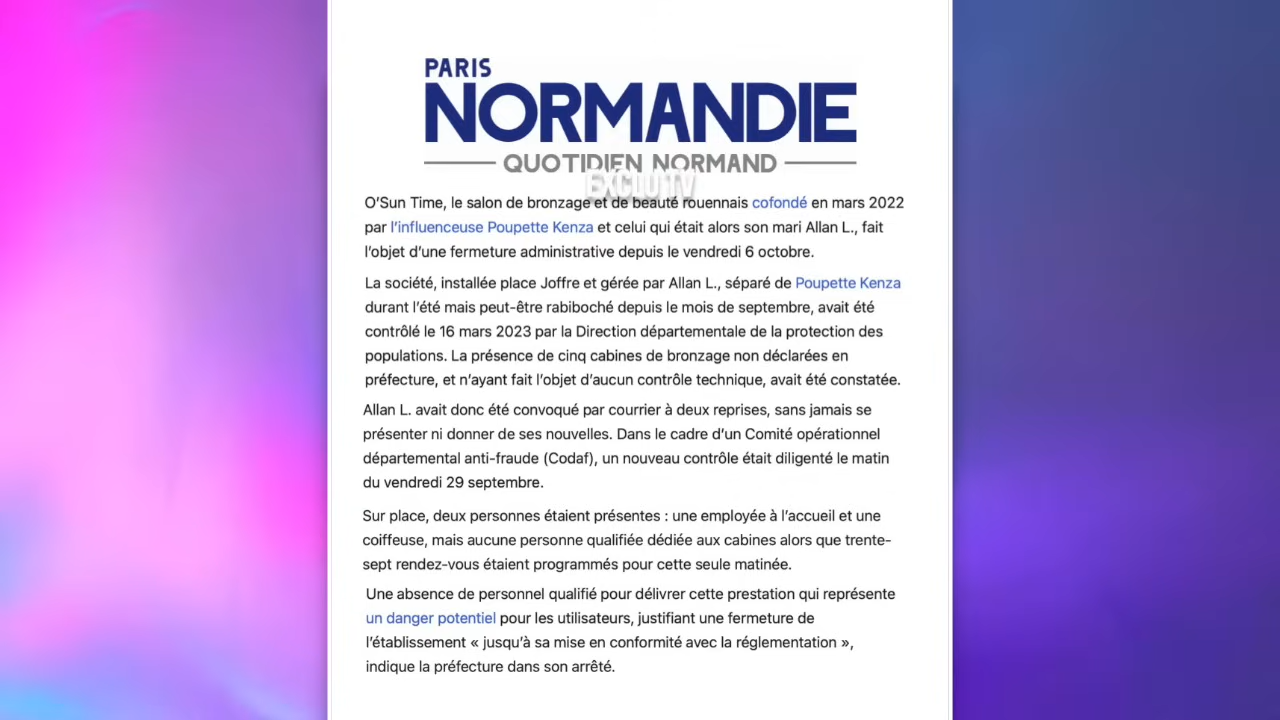 PARIS
NORMANDIE
QUOTIDIEN NORMAND
EXCLU TV
O’Sun Time, le salon de bronzage et de beauté rouennais cofondé en mars 2022
par l’influenceuse Poupette Kenza et celui qui était alors son mari Allan L., fait
l’objet d’une fermeture administrative depuis le vendredi 6 octobre.
La société, installée place Joffre et gérée par Allan L., séparé de Poupette Kenza
durant l’été mais peut-être rabiboché depuis le mois de septembre, avait été
contrôlé le 16 mars 2023 par la Direction départementale de la protection des
populations. La présence de cinq cabines de bronzage non déclarées en
préfecture, et n’ayant fait l’objet d’aucun contrôle technique, avait été constatée.
Allan L. avait donc été convoqué par courrier à deux reprises, sans jamais se
présenter ni donner de ses nouvelles. Dans le cadre d’un Comité opérationnel
départemental anti-fraude (Codaf), un nouveau contrôle était diligenté le matin
du vendredi 29 septembre.
Sur place, deux personnes étaient présentes : une employée à l’accueil et une
coiffeuse, mais aucune personne qualifiée dédiée aux cabines alors que trente-
sept rendez-vous étaient programmés pour cette seule matinée.
Une absence de personnel qualifié pour délivrer cette prestation qui représente
un danger potentiel pour les utilisateurs, justifiant une fermeture de
l’établissement « jusqu’à sa mise en conformité avec la réglementation »,
indique la préfecture dans son arrêté.